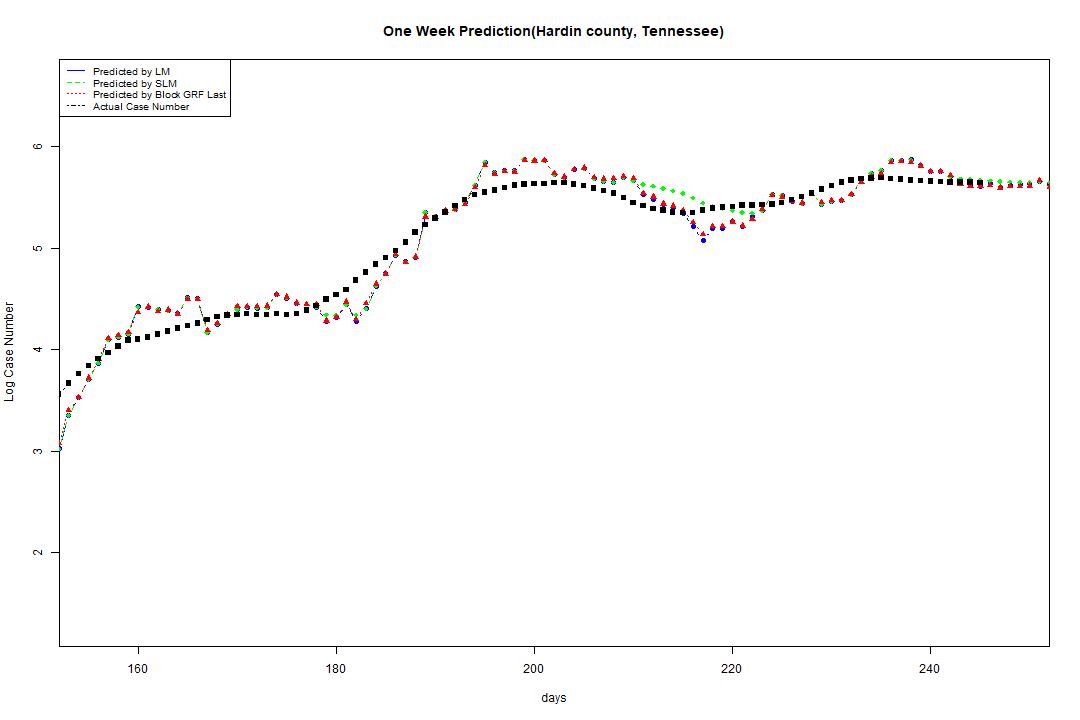 One Week Prediction(Hardin county, Tennessee)
Predicted by LM
Predicted by SLM
Predicted by Block GRF Last
Actual Case Number
6
5
4
3
2
Log Case Number
160 180 200 220 240
days